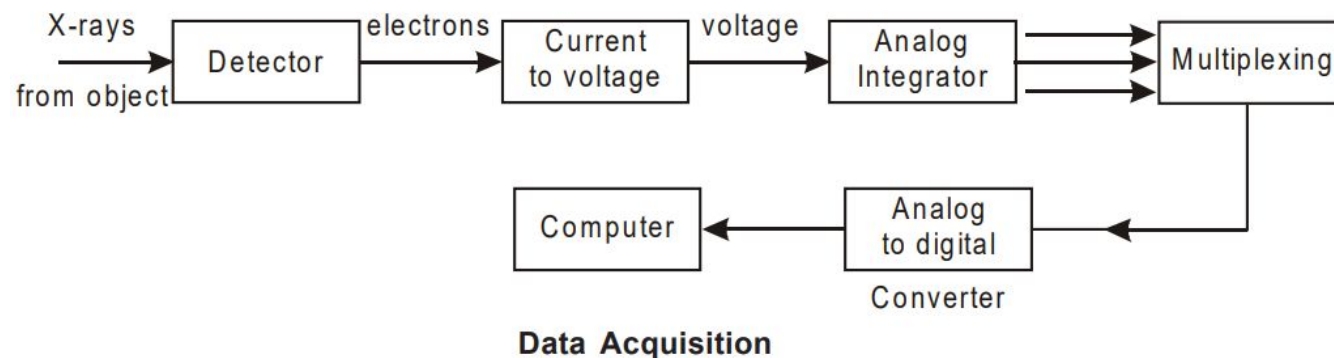 X-rays
from object
Detector
electrons
Current
to voltage
voltage
Analog
Integrator
Multiplexing
Analog
to digital
Converter
Computer
Data Acquisition